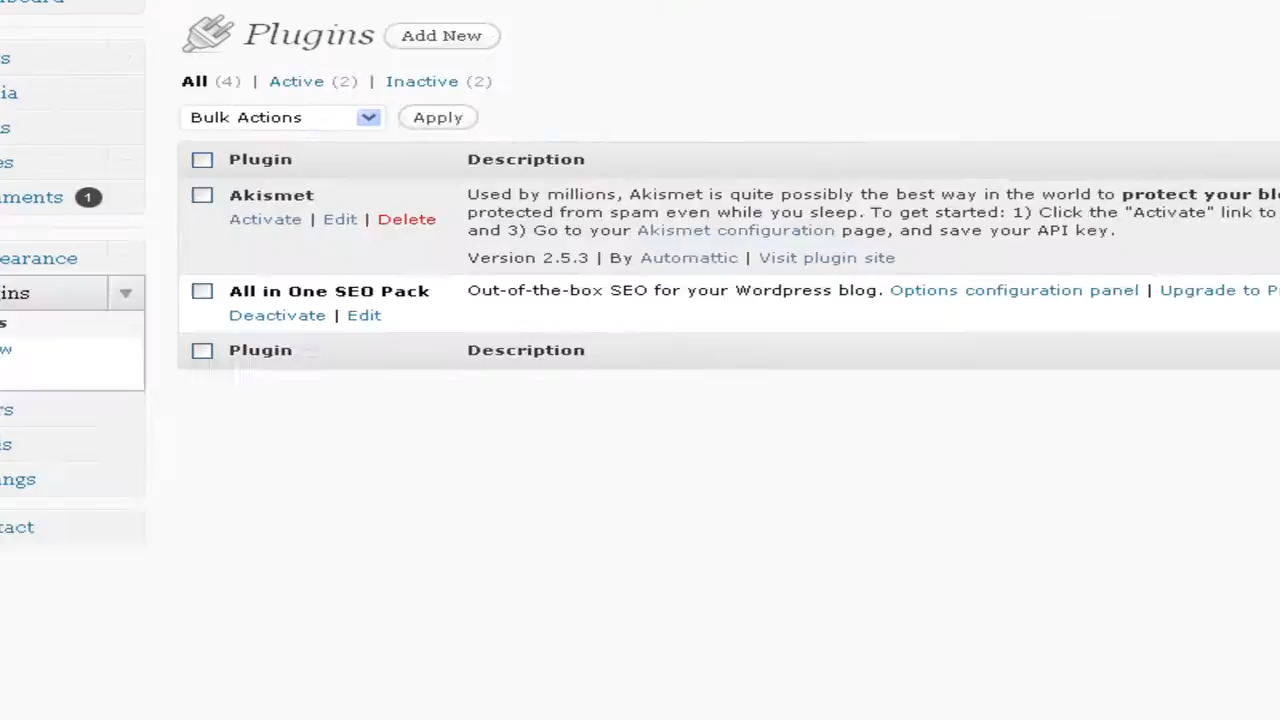 Plugins Add New
All (4) | Active (2) | Inactive (2)
Bulk Actions Apply
Plugin Description
Akismet
Activate | Edit | Delete
Used by millions, Akismet is quite possibly the best way in the world to protect your bl
protected from spam even while you sleep. To get started: 1) Click the "Activate" link to
and 3) Go to your Akismet configuration page, and save your API key.
Version 2.5.3 | By Automattic | Visit plugin site
All in One SEO Pack
Deactivate | Edit
Out-of-the-box SEO for your Wordpress blog. Options configuration panel | Upgrade to P
Plugin Description
s
ia
s
es
ments 1
earance
ins
s
w
rs
ls
ings
tact